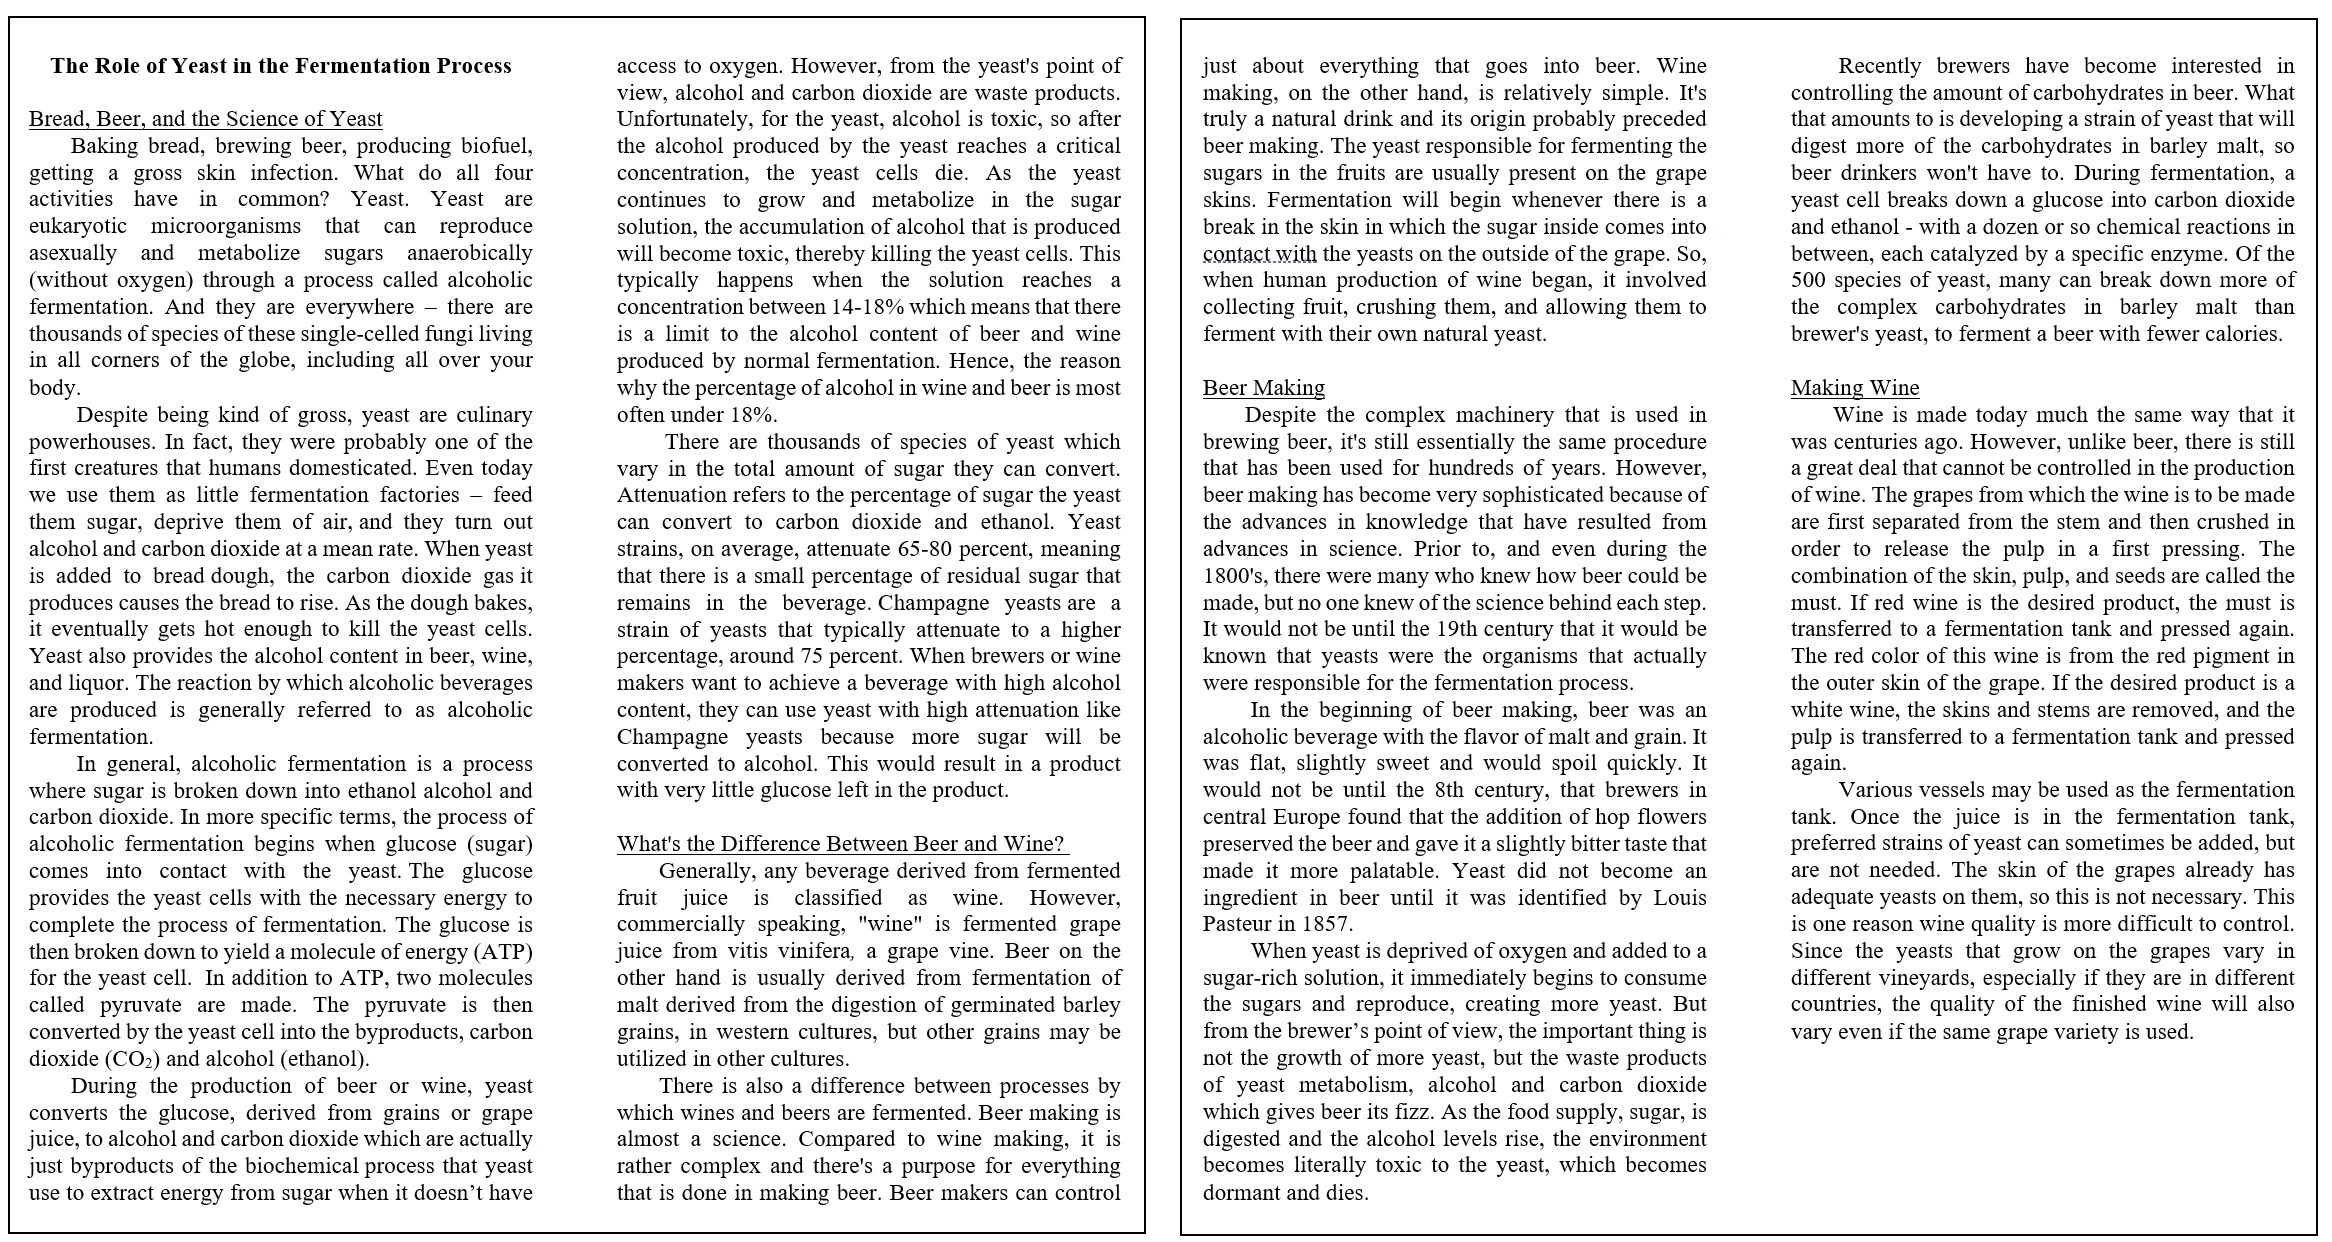 The Role of Yeast in the Fermentation Process
Bread, Beer, and the Science of Yeast
Baking bread, brewing beer, producing biofuel,
getting a gross skin infection. What do all four
activities have in common? Yeast. Yeast are
eukaryotic microorganisms that can reproduce
asexually and metabolize sugars anaerobically
(without oxygen) through a process called alcoholic
fermentation. And they are everywhere – there are
thousands of species of these single-celled fungi living
in all corners of the globe, including all over your
body.
Despite being kind of gross, yeast are culinary
powerhouses. In fact, they were probably one of the
first creatures that humans domesticated. Even today
we use them as little fermentation factories – feed
them sugar, deprive them of air, and they turn out
alcohol and carbon dioxide at a mean rate. When yeast
is added to bread dough, the carbon dioxide gas it
produces causes the bread to rise. As the dough bakes,
it eventually gets hot enough to kill the yeast cells.
Yeast also provides the alcohol content in beer, wine,
and liquor. The reaction by which alcoholic beverages
are produced is generally referred to as alcoholic
fermentation.
In general, alcoholic fermentation is a process
where sugar is broken down into ethanol alcohol and
carbon dioxide. In more specific terms, the process of
alcoholic fermentation begins when glucose (sugar)
comes into contact with the yeast. The glucose
provides the yeast cells with the necessary energy to
complete the process of fermentation. The glucose is
then broken down to yield a molecule of energy (ATP)
for the yeast cell. In addition to ATP, two molecules
called pyruvate are made. The pyruvate is then
converted by the yeast cell into the byproducts, carbon
dioxide (CO₂) and alcohol (ethanol).
During the production of beer or wine, yeast
converts the glucose, derived from grains or grape
juice, to alcohol and carbon dioxide which are actually
just byproducts of the biochemical process that yeast
use to extract energy from sugar when it doesn’t have
access to oxygen. However, from the yeast's point of
view, alcohol and carbon dioxide are waste products.
Unfortunately, for the yeast, alcohol is toxic, so after
the alcohol produced by the yeast reaches a critical
concentration, the yeast cells die. As the yeast
continues to grow and metabolize in the sugar
solution, the accumulation of alcohol that is produced
will become toxic, thereby killing the yeast cells. This
typically happens when the solution reaches a
concentration between 14-18% which means that there
is a limit to the alcohol content of beer and wine
produced by normal fermentation. Hence, the reason
why the percentage of alcohol in wine and beer is most
often under 18%.
There are thousands of species of yeast which
vary in the total amount of sugar they can convert.
Attenuation refers to the percentage of sugar the yeast
can convert to carbon dioxide and ethanol. Yeast
strains, on average, attenuate 65-80 percent, meaning
that there is a small percentage of residual sugar that
remains in the beverage. Champagne yeasts are a
strain of yeasts that typically attenuate to a higher
percentage, around 75 percent. When brewers or wine
makers want to achieve a beverage with high alcohol
content, they can use yeast with high attenuation like
Champagne yeasts because more sugar will be
converted to alcohol. This would result in a product
with very little glucose left in the product.
What's the Difference Between Beer and Wine?
Generally, any beverage derived from fermented
fruit juice is classified as wine. However,
commercially speaking, "wine" is fermented grape
juice from vitis vinifera, a grape vine. Beer on the
other hand is usually derived from fermentation of
malt derived from the digestion of germinated barley
grains, in western cultures, but other grains may be
utilized in other cultures.
There is also a difference between processes by
which wines and beers are fermented. Beer making is
almost a science. Compared to wine making, it is
rather complex and there's a purpose for everything
that is done in making beer. Beer makers can control
just about everything that goes into beer. Wine
making, on the other hand, is relatively simple. It's
truly a natural drink and its origin probably preceded
beer making. The yeast responsible for fermenting the
sugars in the fruits are usually present on the grape
skins. Fermentation will begin whenever there is a
break in the skin in which the sugar inside comes into
contact with the yeasts on the outside of the grape. So,
when human production of wine began, it involved
collecting fruit, crushing them, and allowing them to
ferment with their own natural yeast.
Beer Making
Despite the complex machinery that is used in
brewing beer, it's still essentially the same procedure
that has been used for hundreds of years. However,
beer making has become very sophisticated because of
the advances in knowledge that have resulted from
advances in science. Prior to, and even during the
1800's, there were many who knew how beer could be
made, but no one knew of the science behind each step.
It would not be until the 19th century that it would be
known that yeasts were the organisms that actually
were responsible for the fermentation process.
In the beginning of beer making, beer was an
alcoholic beverage with the flavor of malt and grain. It
was flat, slightly sweet and would spoil quickly. It
would not be until the 8th century, that brewers in
central Europe found that the addition of hop flowers
preserved the beer and gave it a slightly bitter taste that
made it more palatable. Yeast did not become an
ingredient in beer until it was identified by Louis
Pasteur in 1857.
When yeast is deprived of oxygen and added to a
sugar-rich solution, it immediately begins to consume
the sugars and reproduce, creating more yeast. But
from the brewer’s point of view, the important thing is
not the growth of more yeast, but the waste products
of yeast metabolism, alcohol and carbon dioxide
which gives beer its fizz. As the food supply, sugar, is
digested and the alcohol levels rise, the environment
becomes literally toxic to the yeast, which becomes
dormant and dies.
Recently brewers have become interested in
controlling the amount of carbohydrates in beer. What
that amounts to is developing a strain of yeast that will
digest more of the carbohydrates in barley malt, so
beer drinkers won't have to. During fermentation, a
yeast cell breaks down a glucose into carbon dioxide
and ethanol - with a dozen or so chemical reactions in
between, each catalyzed by a specific enzyme. Of the
500 species of yeast, many can break down more of
the complex carbohydrates in barley malt than
brewer's yeast, to ferment a beer with fewer calories.
Making Wine
Wine is made today much the same way that it
was centuries ago. However, unlike beer, there is still
a great deal that cannot be controlled in the production
of wine. The grapes from which the wine is to be made
are first separated from the stem and then crushed in
order to release the pulp in a first pressing. The
combination of the skin, pulp, and seeds are called the
must. If red wine is the desired product, the must is
transferred to a fermentation tank and pressed again.
The red color of this wine is from the red pigment in
the outer skin of the grape. If the desired product is a
white wine, the skins and stems are removed, and the
pulp is transferred to a fermentation tank and pressed
again.
Various vessels may be used as the fermentation
tank. Once the juice is in the fermentation tank,
preferred strains of yeast can sometimes be added, but
are not needed. The skin of the grapes already has
adequate yeasts on them, so this is not necessary. This
is one reason wine quality is more difficult to control.
Since the yeasts that grow on the grapes vary in
different vineyards, especially if they are in different
countries, the quality of the finished wine will also
vary even if the same grape variety is used.